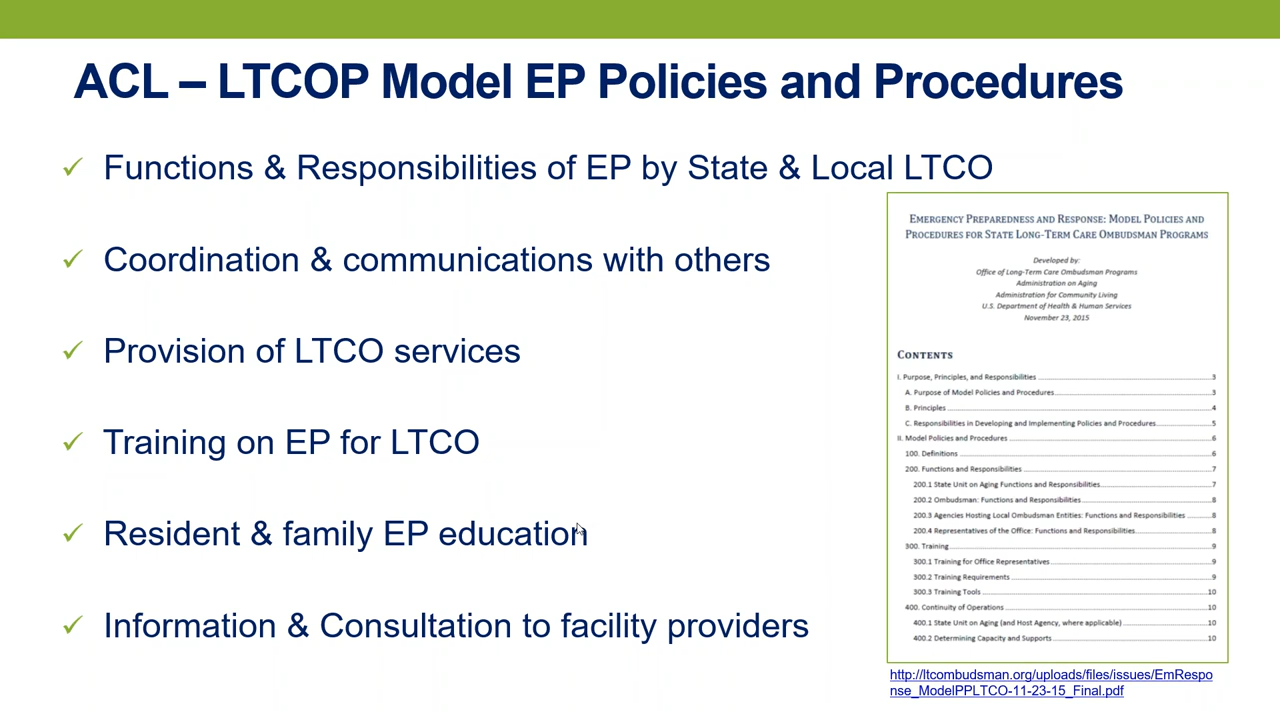 ACL – LTCOP Model EP Policies and Procedures
✓ Functions & Responsibilities of EP by State & Local LTCO
✓ Coordination & communications with others
✓ Provision of LTCO services
✓ Training on EP for LTCO
✓ Resident & family EP education
✓ Information & Consultation to facility providers
EMERGENCY PREPAREDNESS AND RESPONSE: MODEL POLICIES AND
PROCEDURES FOR STATE LONG-TERM CARE OMBUDSMAN PROGRAMS
Developed by:
Office of Long-Term Care Ombudsman Programs
Administration on Aging
Administration for Community Living
U.S. Department of Health & Human Services
November 23, 2015
CONTENTS
I. Purpose, Principles, and Responsibilities 3
A. Purpose of Model Policies and Procedures 3
B. Principles 4
C. Responsibilities in Developing and Implementing Policies and Procedures 5
II. Model Policies and Procedures 6
100. Definitions 6
200. Functions and Responsibilities 7
200.1 State Unit on Aging Functions and Responsibilities 7
200.2 Ombudsman: Functions and Responsibilities 8
200.3 Agencies Hosting Local Ombudsman Entities: Functions and Responsibilities 8
200.4 Representatives of the Office: Functions and Responsibilities 8
300. Training 9
300.1 Training for Office Representatives 9
300.2 Training Requirements 9
300.3 Training Tools 10
400. Continuity of Operations 10
400.1 State Unit on Aging (and Host Agency, where applicable) 10
400.2 Determining Capacity and Supports 10
http://ltcombudsman.org/uploads/files/issues/EmRespo
nse_ModelPPLTCO-11-23-15_Final.pdf